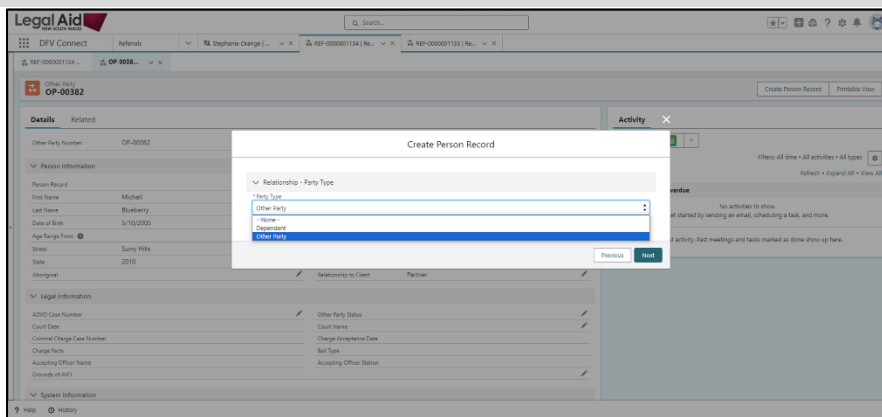 Legal Aid
NEW SOUTH WALES
Search...
DFV Connect
Referrals
Stephanie Orange |...
REF-0000001134 | Re...
REF-0000001133 | Re...
REF-0000001134 ...
OP-0038...
Other Party
OP-00382
Create Person Record
Printable View
Details
Related
Activity
Other Party Number
OP-00382
Create Person Record
Filters: All time • All activities • All types
Refresh • Expand All • View All
Person Information
Relationship - Party Type
Person Record
*Party Type
First Name
Michell
Other Party
Last Name
Blueberry
--None--
No activities to show.
Date of Birth
5/10/2005
Dependant
Get started by sending an email, scheduling a task, and more.
Age Range From
Other Party
activity. Past meetings and tasks marked as done show up here.
Street
Surry Hills
Previous
Next
State
2010
Aboriginal
Relationship to Client
Partner
Legal Information
ADVO Case Number
Other Party Status
Court Date
Court Name
Criminal Charge Case Number
Charge Acceptance Date
Charge Facts
Bail Type
Accepting Officer Name
Accepting Officer Station
Grounds of AVO
System Information
Help
History